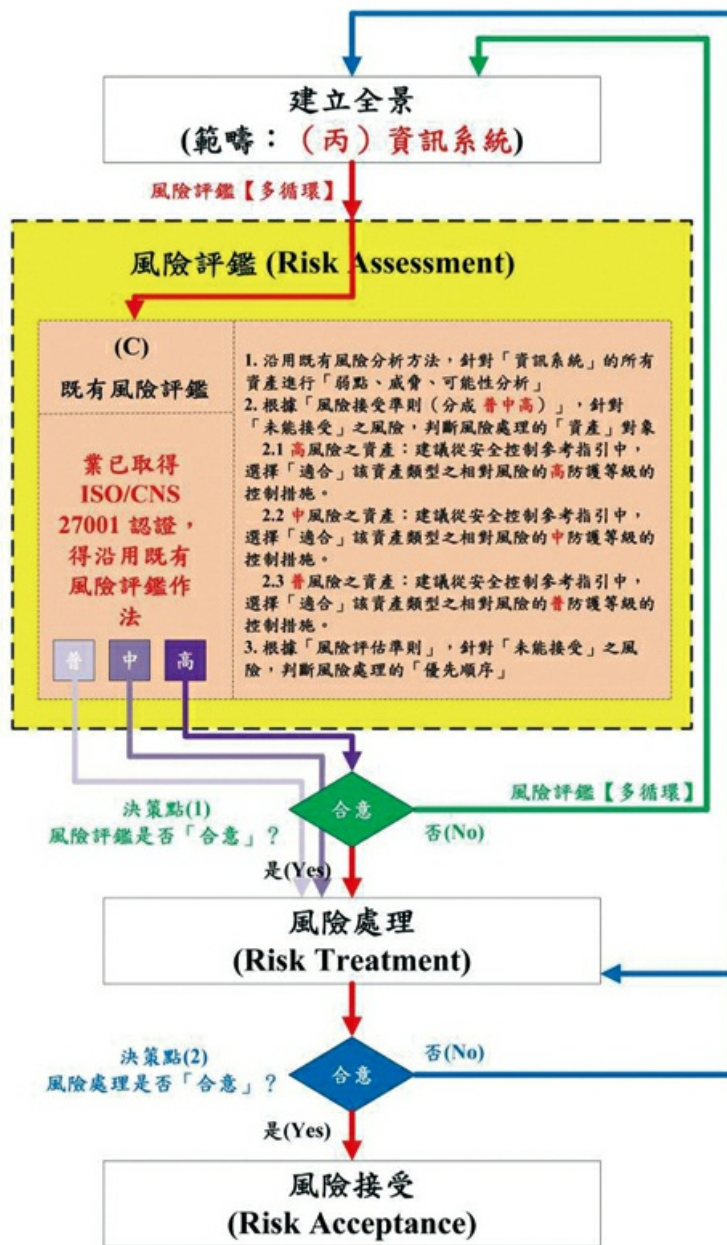 建立全景
(範疇：（丙）資訊系統)
風險評鑑【多循環】
風險評鑑 (Risk Assessment)
(C)
既有風險評鑑
業已取得
ISO/CNS
27001 認證，
得沿用既有
風險評鑑作
法
普 中 高
1. 沿用既有風險分析方法，針對「資訊系統」的所有
資產進行「弱點、威脅、可能性分析」
2. 根據「風險接受準則（分成 普中高）」，針對
「未能接受」之風險，判斷風險處理的「資產」對象
2.1 高風險之資產：建議從安全控制參考指引中，
選擇「適合」該資產類型之相對風險的高防護等級的
控制措施。
2.2 中風險之資產：建議從安全控制參考指引中，
選擇「適合」該資產類型之相對風險的中防護等級的
控制措施。
2.3 普風險之資產：建議從安全控制參考指引中，
選擇「適合」該資產類型之相對風險的普防護等級的
控制措施。
3. 根據「風險評估準則」，針對「未能接受」之風
險，判斷風險處理的「優先順序」
決策點(1)
風險評鑑是否「合意」？
合意
風險評鑑【多循環】
否(No)
是(Yes)
風險處理
(Risk Treatment)
決策點(2)
風險處理是否「合意」？
合意
否(No)
是(Yes)
風險接受
(Risk Acceptance)